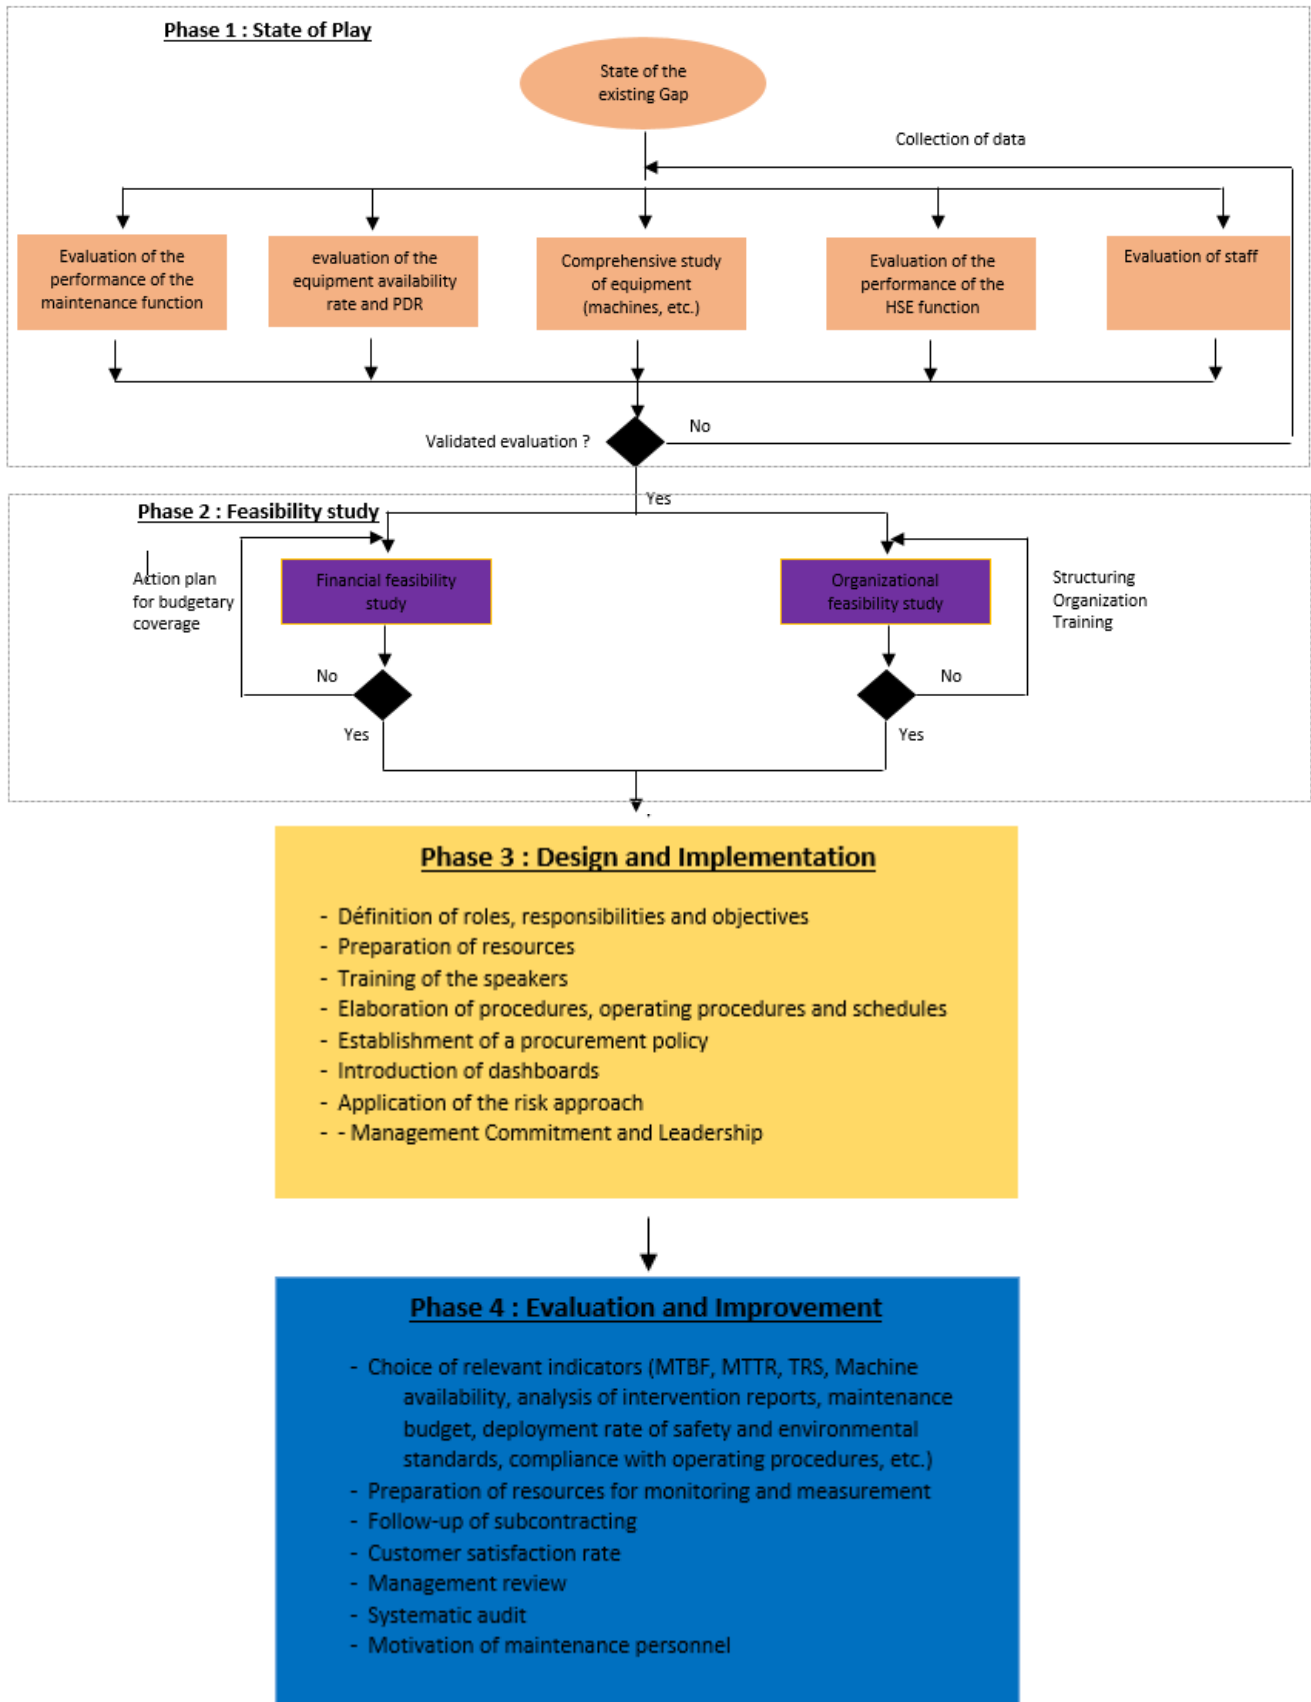 Phase 1 : State of Play
State of the
existing Gap
Collection of data
Evaluation of the
performance of the
maintenance function
evaluation of the
equipment availability
rate and PDR
Comprehensive study
of equipment
(machines, etc.)
Evaluation of the
performance of the
HSE function
Evaluation of staff
Validated evaluation ?
No
Yes
Phase 2 : Feasibility study
Action plan
for budgetary
coverage
Financial feasibility
study
Organizational
feasibility study
Structuring
Organization
Training
No
No
Yes
Yes
Phase 3 : Design and Implementation
- Définition of roles, responsibilities and objectives
- Preparation of resources
- Training of the speakers
- Elaboration of procedures, operating procedures and schedules
- Establishment of a procurement policy
- Introduction of dashboards
- Application of the risk approach
- - Management Commitment and Leadership
Phase 4 : Evaluation and Improvement
- Choice of relevant indicators (MTBF, MTTR, TRS, Machine
availability, analysis of intervention reports, maintenance
budget, deployment rate of safety and environmental
standards, compliance with operating procedures, etc.)
- Preparation of resources for monitoring and measurement
- Follow-up of subcontracting
- Customer satisfaction rate
- Management review
- Systematic audit
- Motivation of maintenance personnel